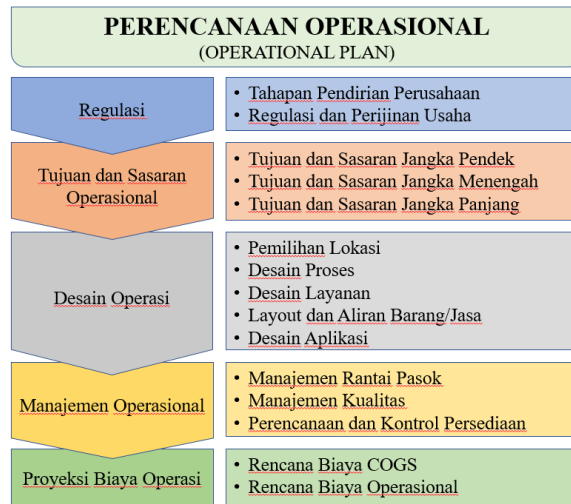 PERENCANAAN OPERASIONAL
(OPERATIONAL PLAN)
Regulasi
• Tahapan Pendirian Perusahaan
• Regulasi dan Perijinan Usaha
Tujuan dan Sasaran
Operasional
• Tujuan dan Sasaran Jangka Pendek
• Tujuan dan Sasaran Jangka Menengah
• Tujuan dan Sasaran Jangka Panjang
Desain Operasi
• Pemilihan Lokasi
• Desain Proses
• Desain Layanan
• Layout dan Aliran Barang/Jasa
• Desain Aplikasi
Manajemen Operasional
• Manajemen Rantai Pasok
• Manajemen Kualitas
• Perencanaan dan Kontrol Persediaan
Proyeksi Biaya Operasi
• Rencana Biaya COGS
• Rencana Biaya Operasional